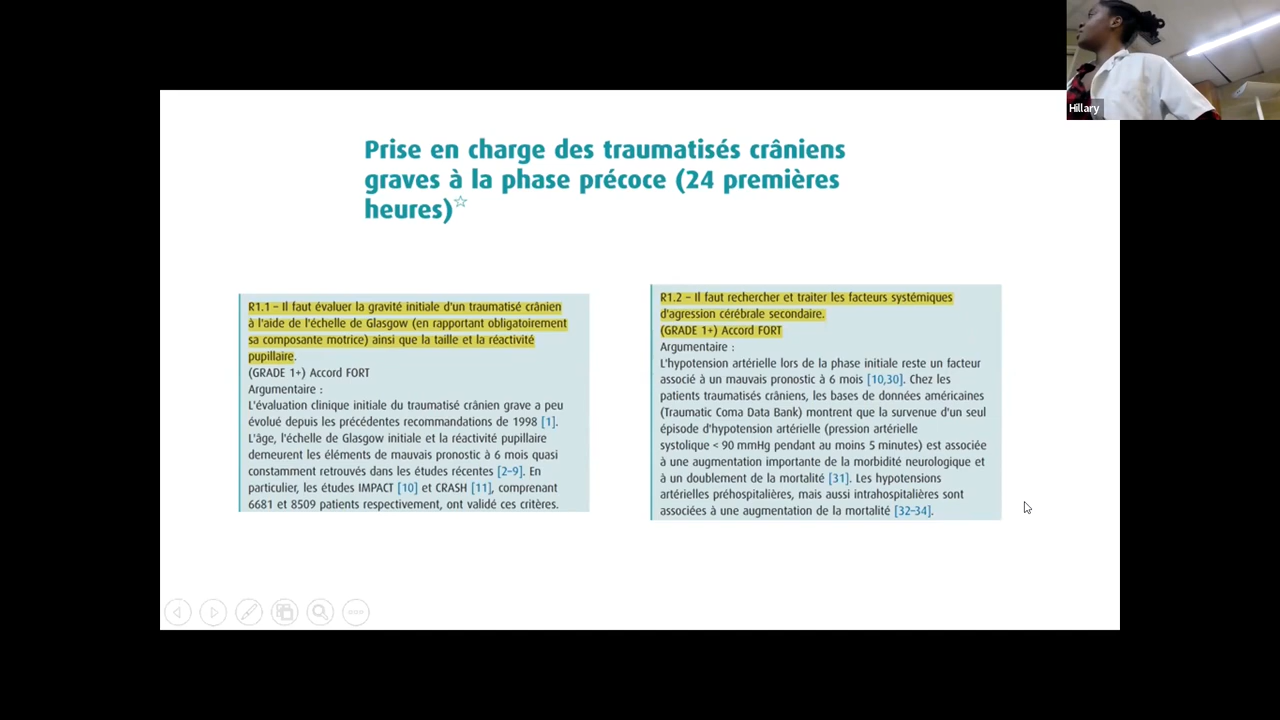 Hillary
Prise en charge des traumatisés crâniens
graves à la phase précoce (24 premières
heures)☆
R1.1 – Il faut évaluer la gravité initiale d'un traumatisé crânien
à l'aide de l'échelle de Glasgow (en rapportant obligatoirement
sa composante motrice) ainsi que la taille et la réactivité
pupillaire.
(GRADE 1+) Accord FORT
Argumentaire :
L'évaluation clinique initiale du traumatisé crânien grave a peu
évolué depuis les précédentes recommandations de 1998 [1].
L'âge, l'échelle de Glasgow initiale et la réactivité pupillaire
demeurent les éléments de mauvais pronostic à 6 mois quasi
constamment retrouvés dans les études récentes [2–9]. En
particulier, les études IMPACT [10] et CRASH [11], comprenant
6681 et 8509 patients respectivement, ont validé ces critères.
R1.2 – Il faut rechercher et traiter les facteurs systémiques
d'agression cérébrale secondaire.
(GRADE 1+) Accord FORT
Argumentaire :
L'hypotension artérielle lors de la phase initiale reste un facteur
associé à un mauvais pronostic à 6 mois [10,30]. Chez les
patients traumatisés crâniens, les bases de données américaines
(Traumatic Coma Data Bank) montrent que la survenue d'un seul
épisode d'hypotension artérielle (pression artérielle
systolique < 90 mmHg pendant au moins 5 minutes) est associée
à une augmentation importante de la morbidité neurologique et
à un doublement de la mortalité [31]. Les hypotensions
artérielles préhospitalières, mais aussi intrahospitalières sont
associées à une augmentation de la mortalité [32–34].